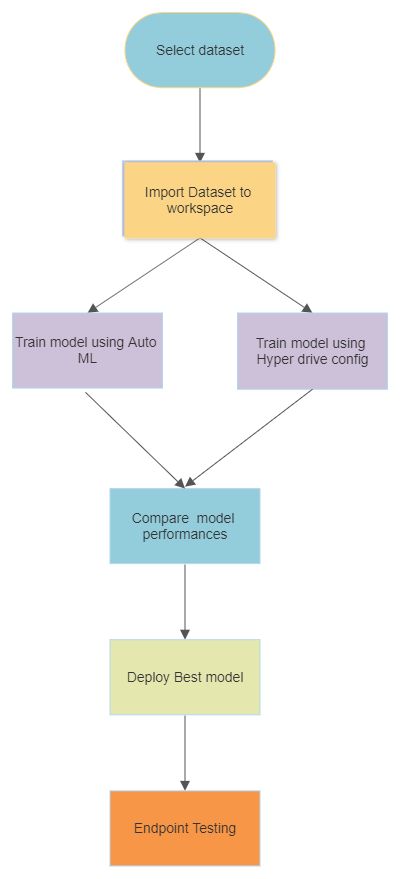 Select dataset
Import Dataset to
workspace
Train model using Auto
ML
Train model using
Hyper drive config
Compare  model
performances
Deploy Best model
Endpoint Testing